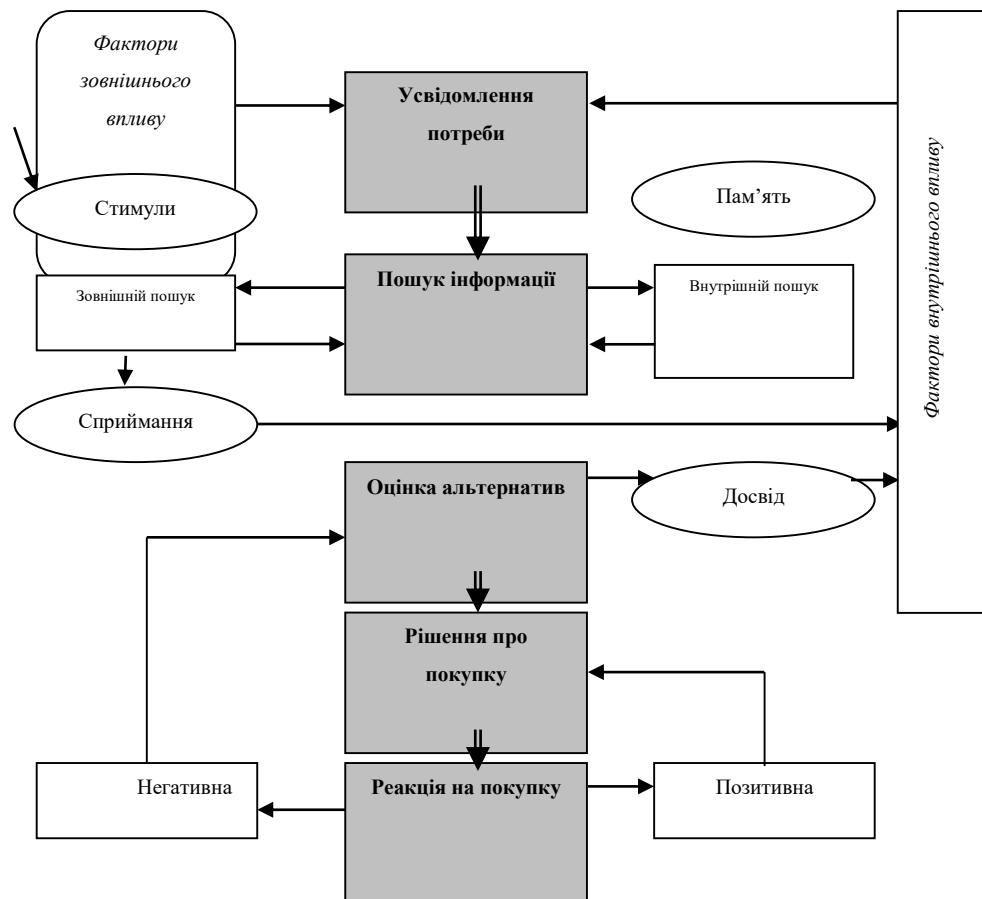 Фактори
зовнішнього
впливу
Усвідомлення
потреби
Стимули
Пам’ять
Фактори внутрішнього впливу
Зовнішній пошук
Пошук інформації
Внутрішній пошук
Сприймання
Оцінка альтернатив
Досвід
Рішення про
покупку
Негативна
Реакція на покупку
Позитивна